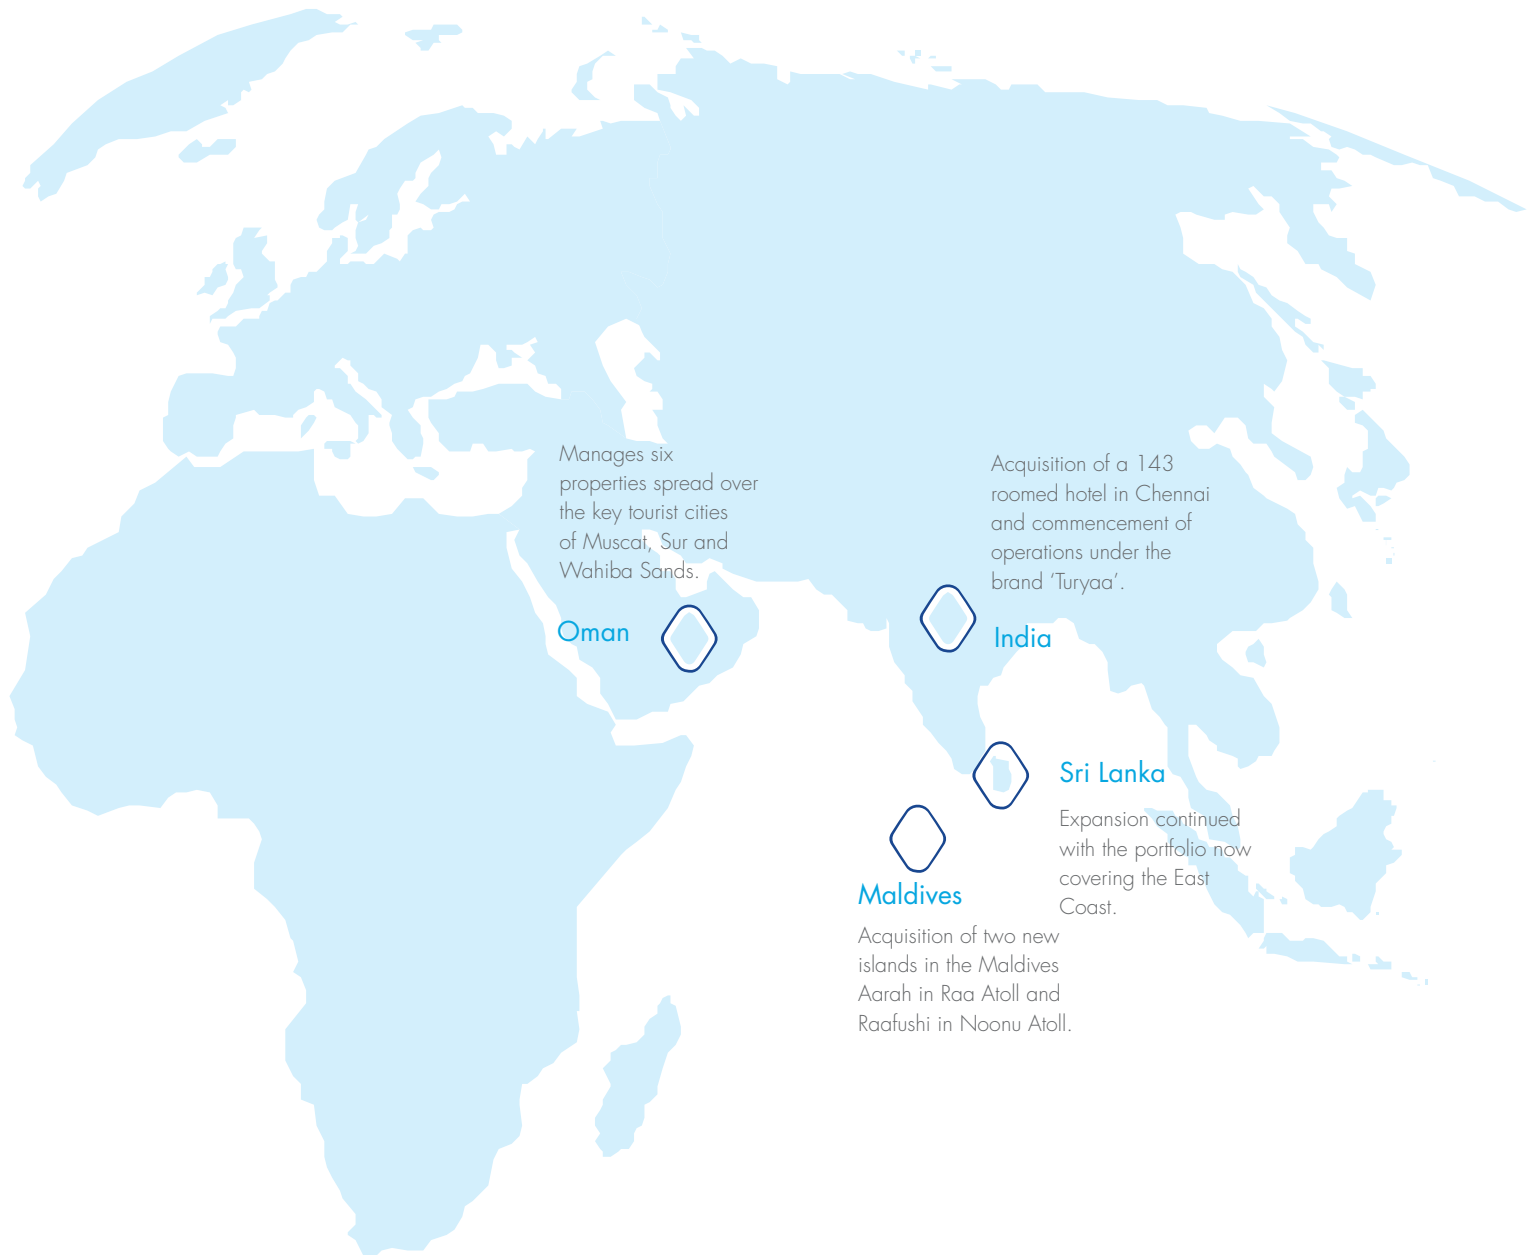 Manages six
properties spread over
the key tourist cities
of Muscat, Sur and
Wahiba Sands.
Oman
Acquisition of a 143
roomed hotel in Chennai
and commencement of
operations under the
brand ‘Turyaa’.
India
Sri Lanka
Expansion continued
with the portfolio now
covering the East
Coast.
Maldives
Acquisition of two new
islands in the Maldives
Aarah in Raa Atoll and
Raafushi in Noonu Atoll.